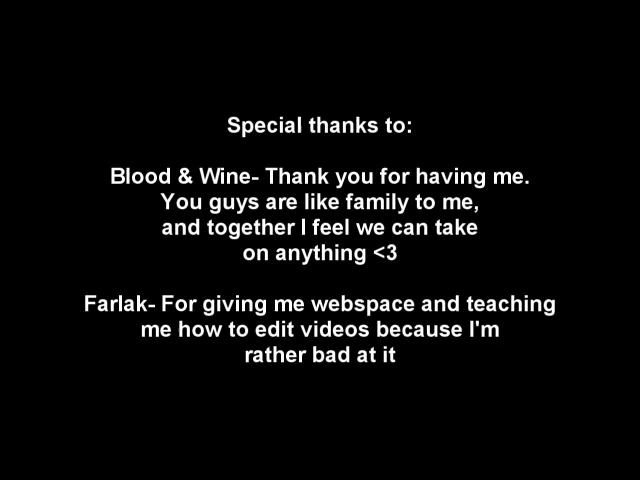 Special thanks to:
Blood & Wine- Thank you for having me.
You guys are like family to me,
and together I feel we can take
on anything <3
Farlak- For giving me webspace and teaching
me how to edit videos because I'm
rather bad at it